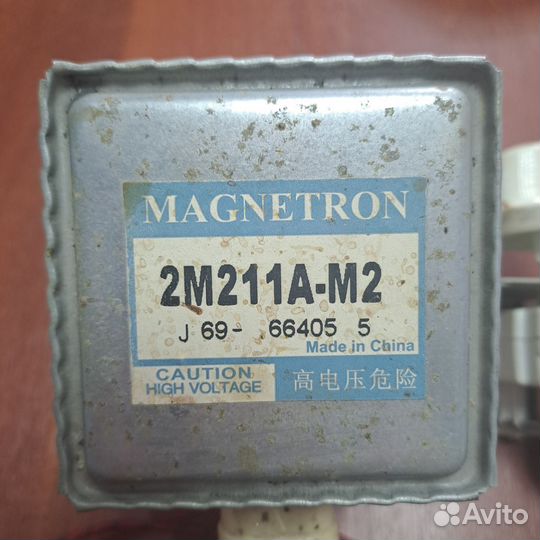 MAGNETRON
2M211A-M2
J 69- 66405 5
Made in China
CAUTION
HIGH VOLTAGE
高电压危险
Avito